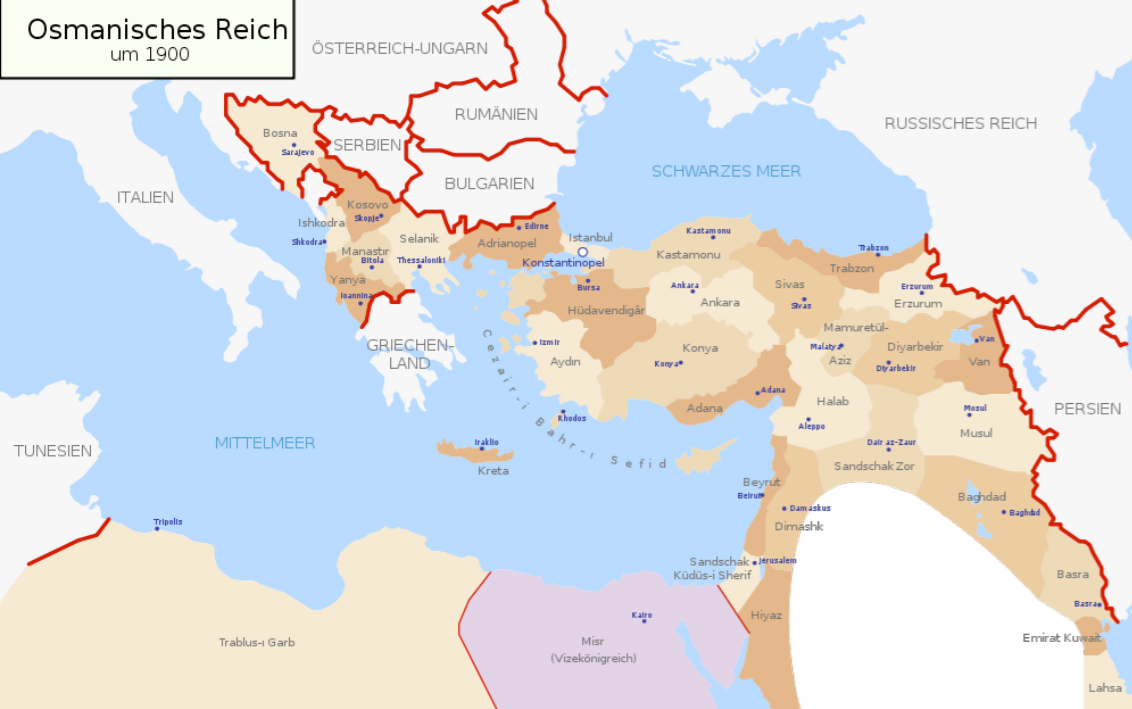 Osmanisches Reich
um 1900
ÖSTERREICH-UNGARN
RUMÄNIEN
RUSSISCHES REICH
Bosna
Sarajevo
SERBIEN
BULGARIEN
SCHWARZES MEER
ITALIEN
Kosovo
Skopje
Ishkodra
Shkodra
Manastır
Bitola
Selanik
Thessaloniki
Adrianopel
Edirne
Istanbul
Konstantinopel
Kastamonu
Kastamonu
Trabzon
Trabzon
Yanya
Ioannina
Bursa
Hüdavendigâr
Ankara
Ankara
Sivas
Sivas
Erzurum
Erzurum
GRIECHEN-
LAND
Izmir
Aydın
Konya
Konya
Mamuretül-
Aziz
Malatya
Diyarbekir
Diyarbekir
Van
Van
Cezair-i Bahr-ı Sefid
Rhodos
Adana
Adana
Halab
Aleppo
Mosul
Musul
PERSIEN
TUNESIEN
MITTELMEER
Iraklio
Kreta
Dair az-Zaur
Sandschak Zor
Beyrut
Beirut
Damaskus
Dimashk
Baghdad
Baghdad
Tripolis
Sandschak
Küdüs-i Sherif
Jerusalem
Basra
Basra
Trablus-ı Garb
Kairo
Misr
(Vizekönigreich)
Hiyaz
Emirat Kuwait
Lahsa